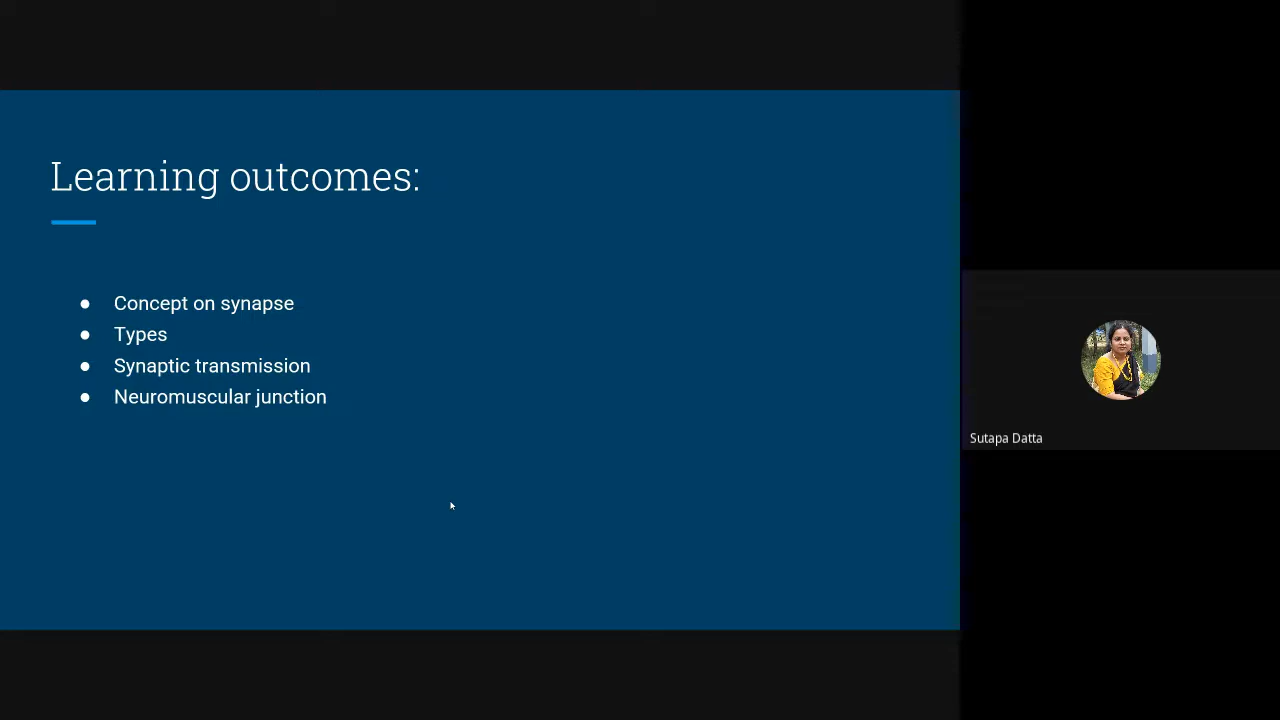 Learning outcomes:
● Concept on synapse
● Types
● Synaptic transmission
● Neuromuscular junction
Sutapa Datta